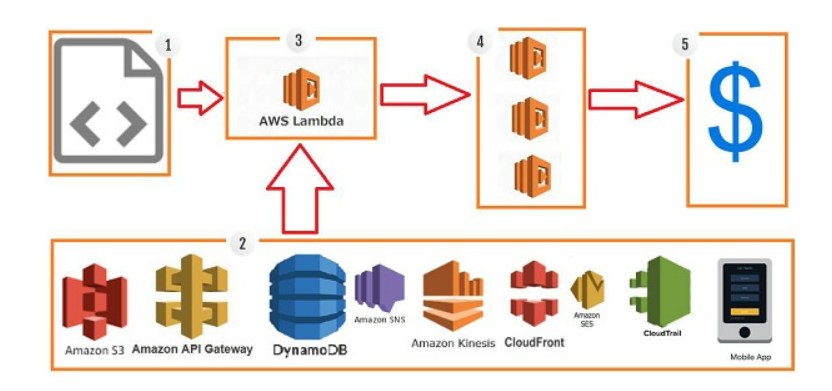 1
3
4
5
AWS Lambda
$
2
Amazon S3
Amazon API Gateway
DynamoDB
Amazon SNS
Amazon Kinesis
CloudFront
Amazon
SES
CloudTrail
Mobile App